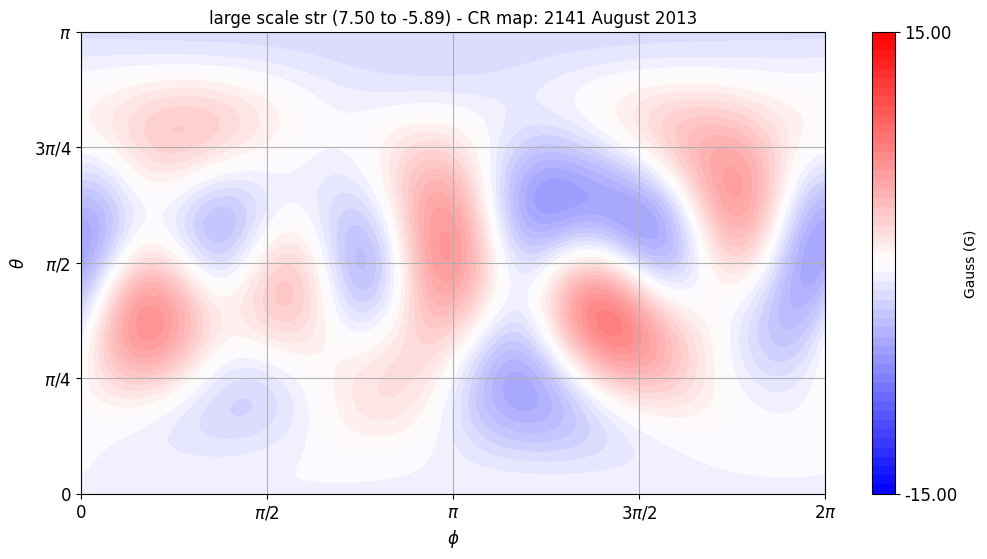 large scale str (7.50 to -5.89) - CR map: 2141 August 2013
π
3π/4
π/2
π/4
0
θ
0
π/2
π
3π/2
2π
ϕ
15.00
-15.00
Gauss (G)